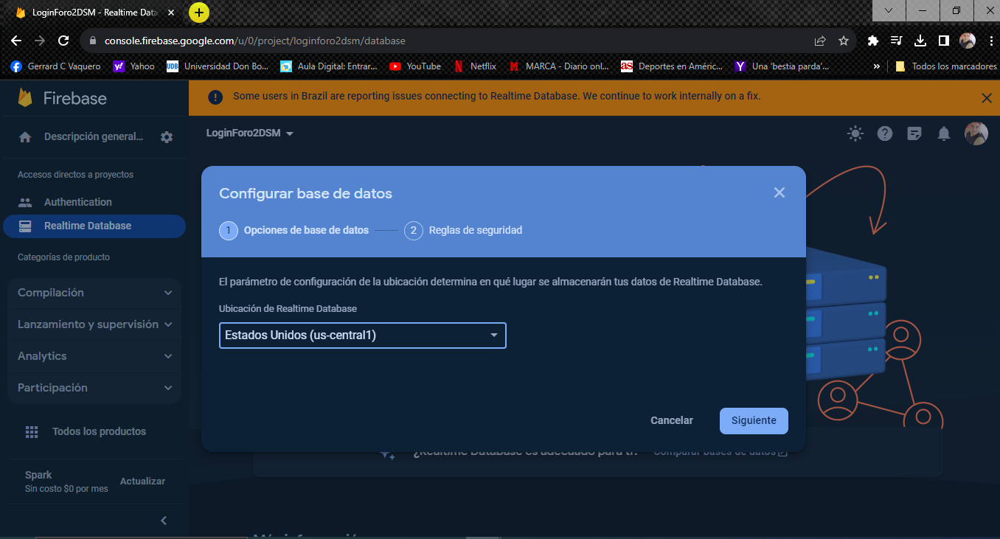 LoginForo2DSM - Realtime Data
console.firebase.google.com/u/0/project/loginforo2dsm/database
Gerrard C Vaquero
Yahoo
UDB Universidad Don Bo...
Aula Digital: Entrar...
YouTube
Netflix
MARCA - Diario onl...
as Deportes en Améric...
Una 'bestia parda'...
»
Todos los marcadores
Firebase
Some users in Brazil are reporting issues connecting to Realtime Database. We continue to work internally on a fix.
Descripción general...
LoginForo2DSM
Accesos directos a proyectos
Authentication
Realtime Database
Categorías de producto
Compilación
Lanzamiento y supervisión
Analytics
Participación
Todos los productos
Spark
Sin costo $0 por mes
Actualizar
Configurar base de datos
1 Opciones de base de datos
2 Reglas de seguridad
El parámetro de configuración de la ubicación determina en qué lugar se almacenarán tus datos de Realtime Database.
Ubicación de Realtime Database
Estados Unidos (us-central1)
Cancelar
Siguiente
¿Realtime Database es adecuado para ti?
Comparar bases de datos
Más información